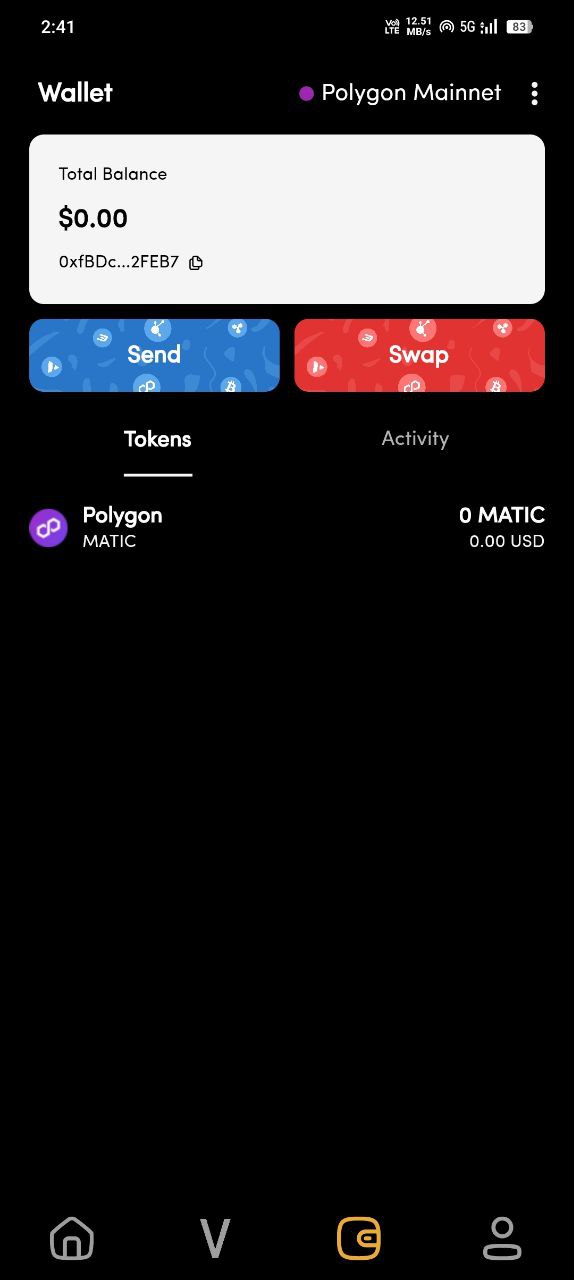 2:41
Vo) LTE 12.51 MB/s 5G 83
Wallet
Polygon Mainnet
Total Balance
$0.00
0xfBDc...2FEB7
Send
Swap
Tokens
Activity
Polygon
0 MATIC
MATIC
0.00 USD